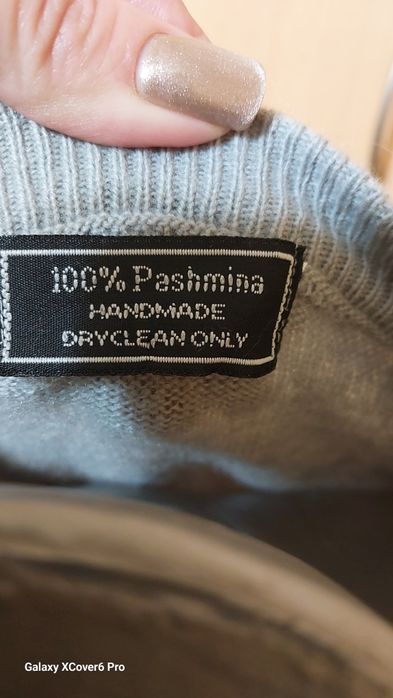 100% Pashmina
HANDMADE
DRYCLEAN ONLY
Galaxy XCover6 Pro